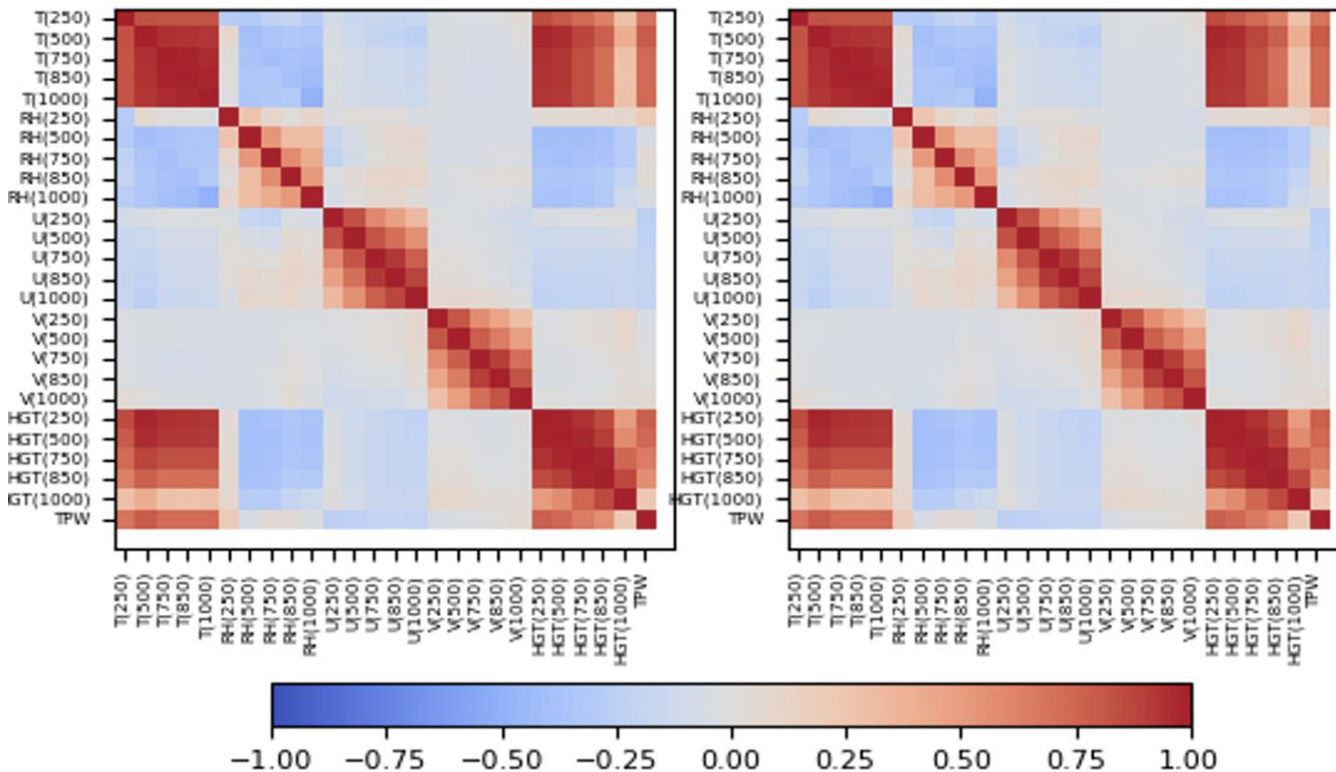 T(250)
T(500)
T(750)
T(850)
T(1000)
RH(250)
RH(500)
RH(750)
RH(850)
RH(1000)
U(250)
U(500)
U(750)
U(850)
U(1000)
V(250)
V(500)
V(750)
V(850)
V(1000)
HGT(250)
HGT(500)
HGT(750)
HGT(850)
GT(1000)
TPW
T(250)
T(500)
T(750)
T(850)
T(1000)
RH(250)
RH(500)
RH(750)
RH(850)
RH(1000)
U(250)
U(500)
U(750)
U(850)
U(1000)
V(250)
V(500)
V(750)
V(850)
V(1000)
HGT(250)
HGT(500)
HGT(750)
HGT(850)
HGT(1000)
TPW
T(250)
T(500)
T(750)
T(850)
T(1000)
RH(250)
RH(500)
RH(750)
RH(850)
RH(1000)
U(250)
U(500)
U(750)
U(850)
U(1000)
V(250)
V(500)
V(750)
V(850)
V(1000)
HGT(250)
HGT(500)
HGT(750)
HGT(850)
HGT(1000)
TPW
T(250)
T(500)
T(750)
T(850)
T(1000)
RH(250)
RH(500)
RH(750)
RH(850)
RH(1000)
U(250)
U(500)
U(750)
U(850)
U(1000)
V(250)
V(500)
V(750)
V(850)
V(1000)
HGT(250)
HGT(500)
HGT(750)
HGT(850)
HGT(1000)
TPW
−1.00 −0.75 −0.50 −0.25 0.00 0.25 0.50 0.75 1.00